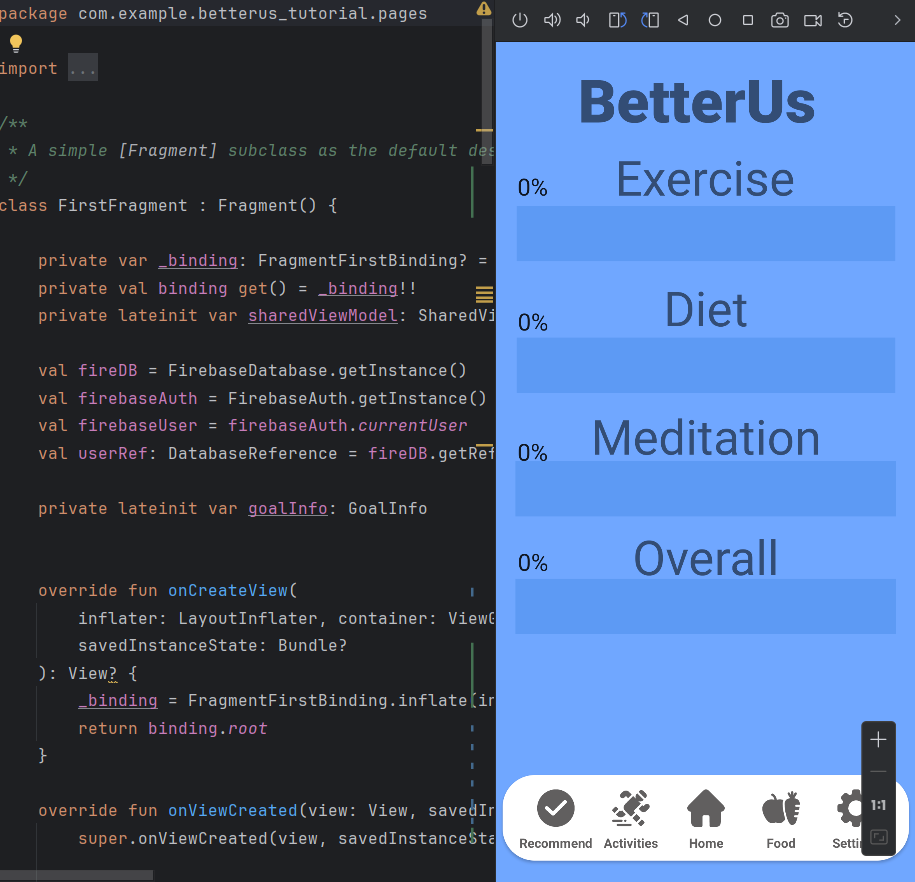 package com.example.betterus_tutorial.pages
import ...
/**
* A simple [Fragment] subclass as the default des
*/
class FirstFragment : Fragment() {
private var _binding: FragmentFirstBinding? =
private val binding get() = _binding!!
private lateinit var sharedViewModel: SharedVi
val fireDB = FirebaseDatabase.getInstance()
val firebaseAuth = FirebaseAuth.getInstance()
val firebaseUser = firebaseAuth.currentUser
val userRef: DatabaseReference = fireDB.getRef
private lateinit var goalInfo: GoalInfo
override fun onCreateView(
inflater: LayoutInflater, container: ViewG
savedInstanceState: Bundle?
): View? {
_binding = FragmentFirstBinding.inflate(in
return binding.root
}
override fun onViewCreated(view: View, savedIn
super.onViewCreated(view, savedInstanceSta
BetterUs
Exercise
0%
Diet
0%
Meditation
0%
Overall
0%
Recommend Activities Home Food Settin
1:1